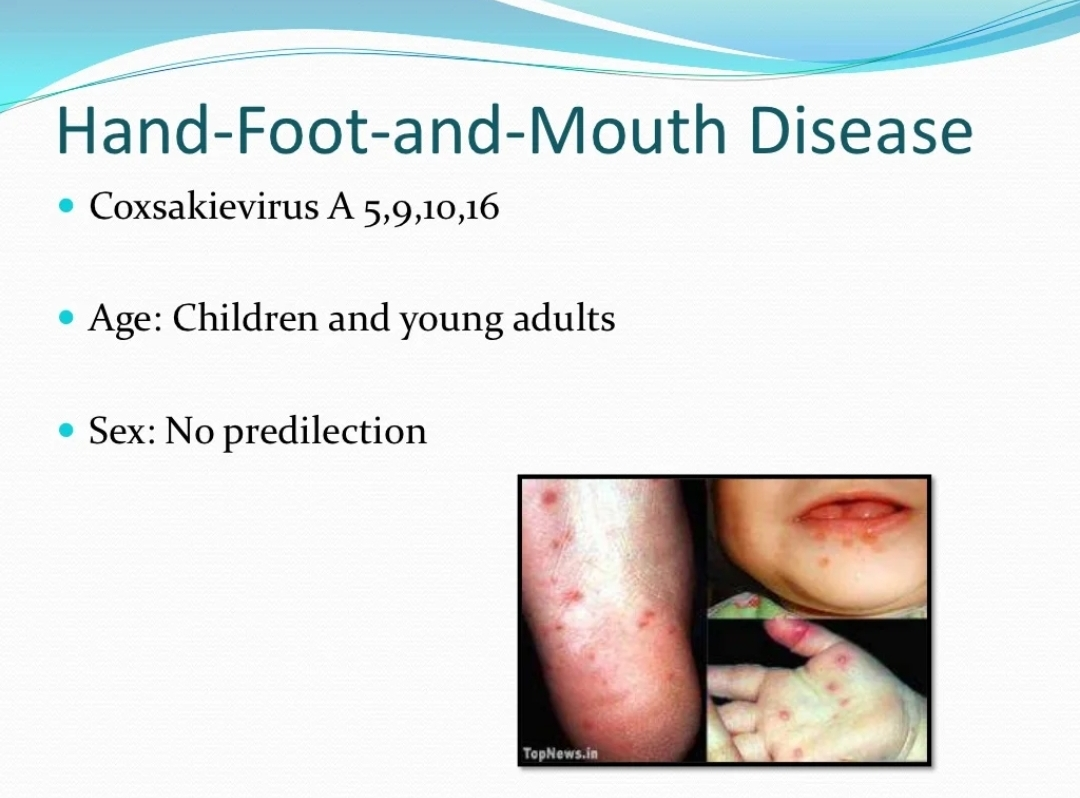 Hand-Foot-and-Mouth Disease
Coxsakievirus A 5,9,10,16
Age: Children and young adults
Sex: No predilection
TopNews.in